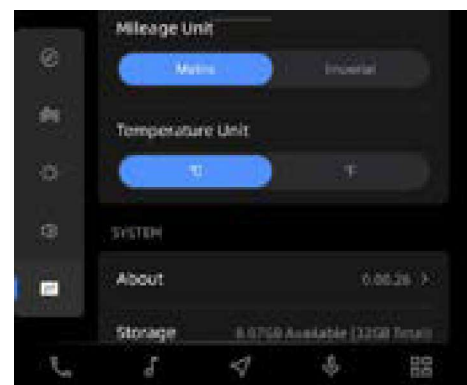 Mileage Unit
Metric Imperial
Temperature Unit
°C °F
SYSTEM
About 0.00.26 >
Storage Available (32GB Total)